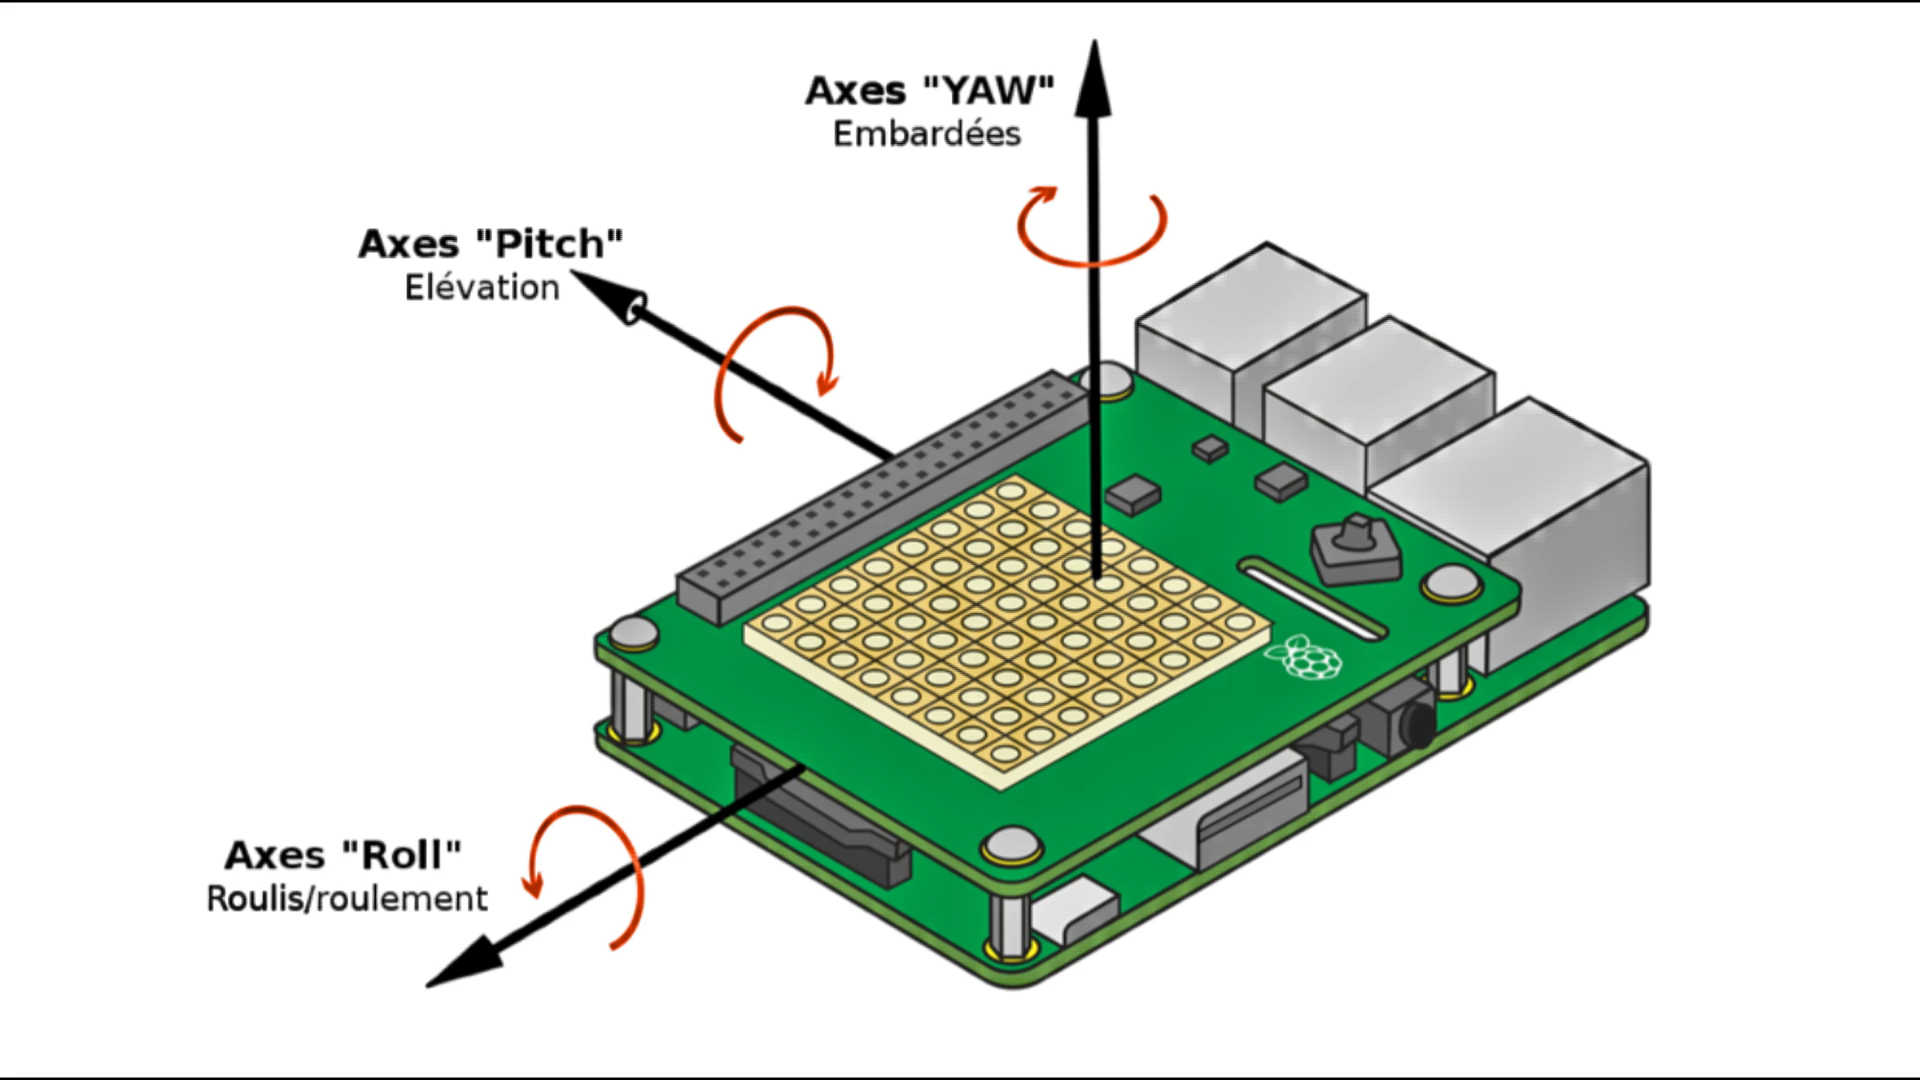 Axes "YAW"
Embardées
Axes "Pitch"
Elévation
Axes "Roll"
Roulis/roulement